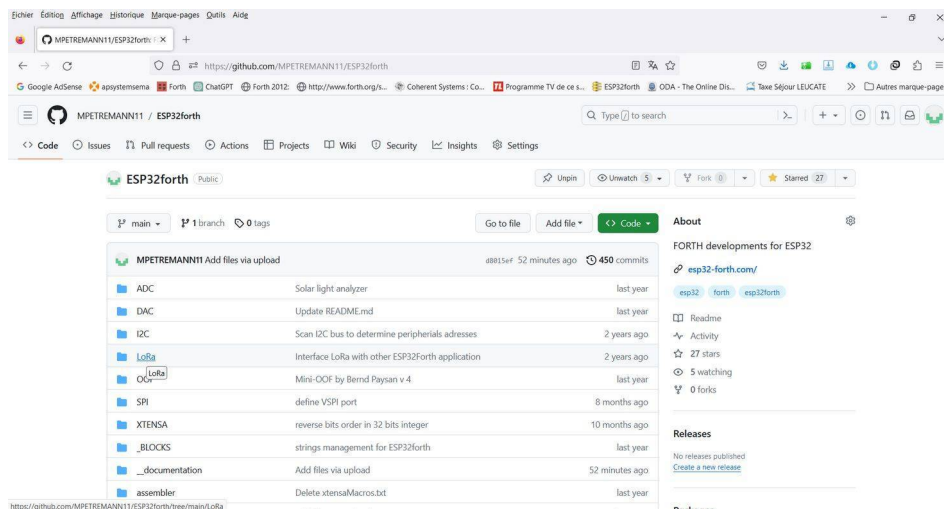 Fichier Édition Affichage Historique Marque-pages Outils Aide
MPETREMANN11/ESP32forth:
https://github.com/MPETREMANN11/ESP32forth
Google AdSense apsystemsema Forth ChatGPT Forth 2012: http://www.forth.org/s... Coherent Systems : Co... Programme TV de ce s... ESP32forth ODA - The Online Dis... Taxe Séjour LEUCATE Autres marque-page
MPETREMANN11 / ESP32forth Type / to search
Code Issues Pull requests Actions Projects Wiki Security Insights Settings
ESP32forth Public Unpin Unwatch 5 Fork 0 Starred 27
main 1 branch 0 tags Go to file Add file Code
MPETREMANN11 Add files via upload d8015ef 52 minutes ago 450 commits
ADC Solar light analyzer last year
DAC Update README.md last year
I2C Scan I2C bus to determine peripherials adresses 2 years ago
LoRa Interface LoRa with other ESP32Forth application 2 years ago
LoRa
Mini-OOF by Bernd Paysan v 4 last year
SPI define VSPI port 8 months ago
XTENSA reverse bits order in 32 bits integer 10 months ago
_BLOCKS strings management for ESP32forth last year
__documentation Add files via upload 52 minutes ago
assembler Delete xtensaMacros.txt last year
About
FORTH developments for ESP32
esp32-forth.com/
esp32 forth esp32forth
Readme
Activity
27 stars
5 watching
0 forks
Releases
No releases published
Create a new release
https://github.com/MPETREMANN11/ESP32forth/tree/main/LoRa